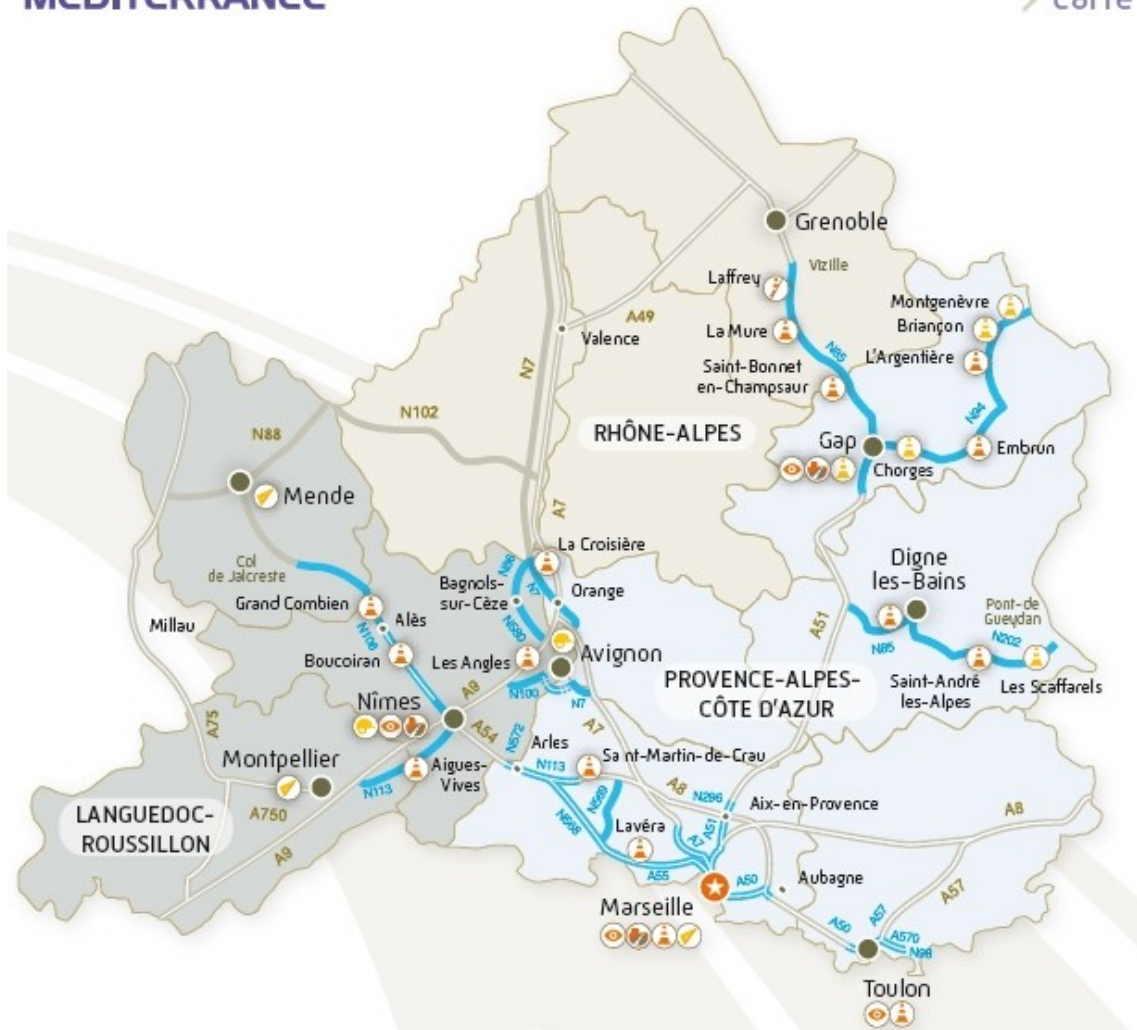 MÉDITERRANÉE
Carte
Grenoble
Vizille
Laffrey
Montgenèvre
Briançon
A49
La Mure
L'Argentière
Valence
N85
Saint-Bonnet
en-Champsaur
N7
N94
N102
N88
RHÔNE-ALPES
Gap
Embrun
Chorges
Mende
A7
La Croisière
Digne
les-Bains
Col
de Jalcreste
N86
N7
Bagnols-
sur-Cèze
Orange
Grand Combien
Pont-de
Gueydan
Millau
Alès
N580
A51
N106
N202
N85
Boucoiran
Les Angles
Avignon
Saint-André
les-Alpes
Les Scaffarels
PROVENCE-ALPES-
CÔTE D'AZUR
A9
N100
N7
Nîmes
A75
A54
N572
A7
Arles
Saint-Martin-de-Crau
Montpellier
Aigues-
Vives
N113
A8
N113
N569
N296
Aix-en-Provence
A8
A750
LANGUEDOC-
ROUSSILLON
N568
Lavéra
A7
A51
A9
A55
A50
Aubagne
A57
Marseille
A50
A57
A570
N98
Toulon